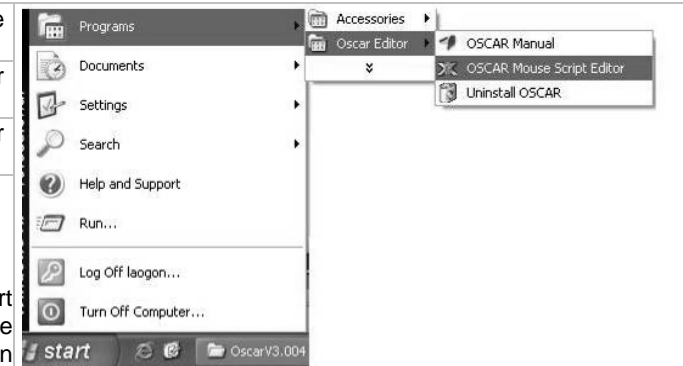 Programs
Documents
Settings
Search
Help and Support
Run...
Log Off laogon...
Turn Off Computer...
start
OscarV3.004
Accessories
Oscar Editor
OSCAR Manual
OSCAR Mouse Script Editor
Uninstall OSCAR